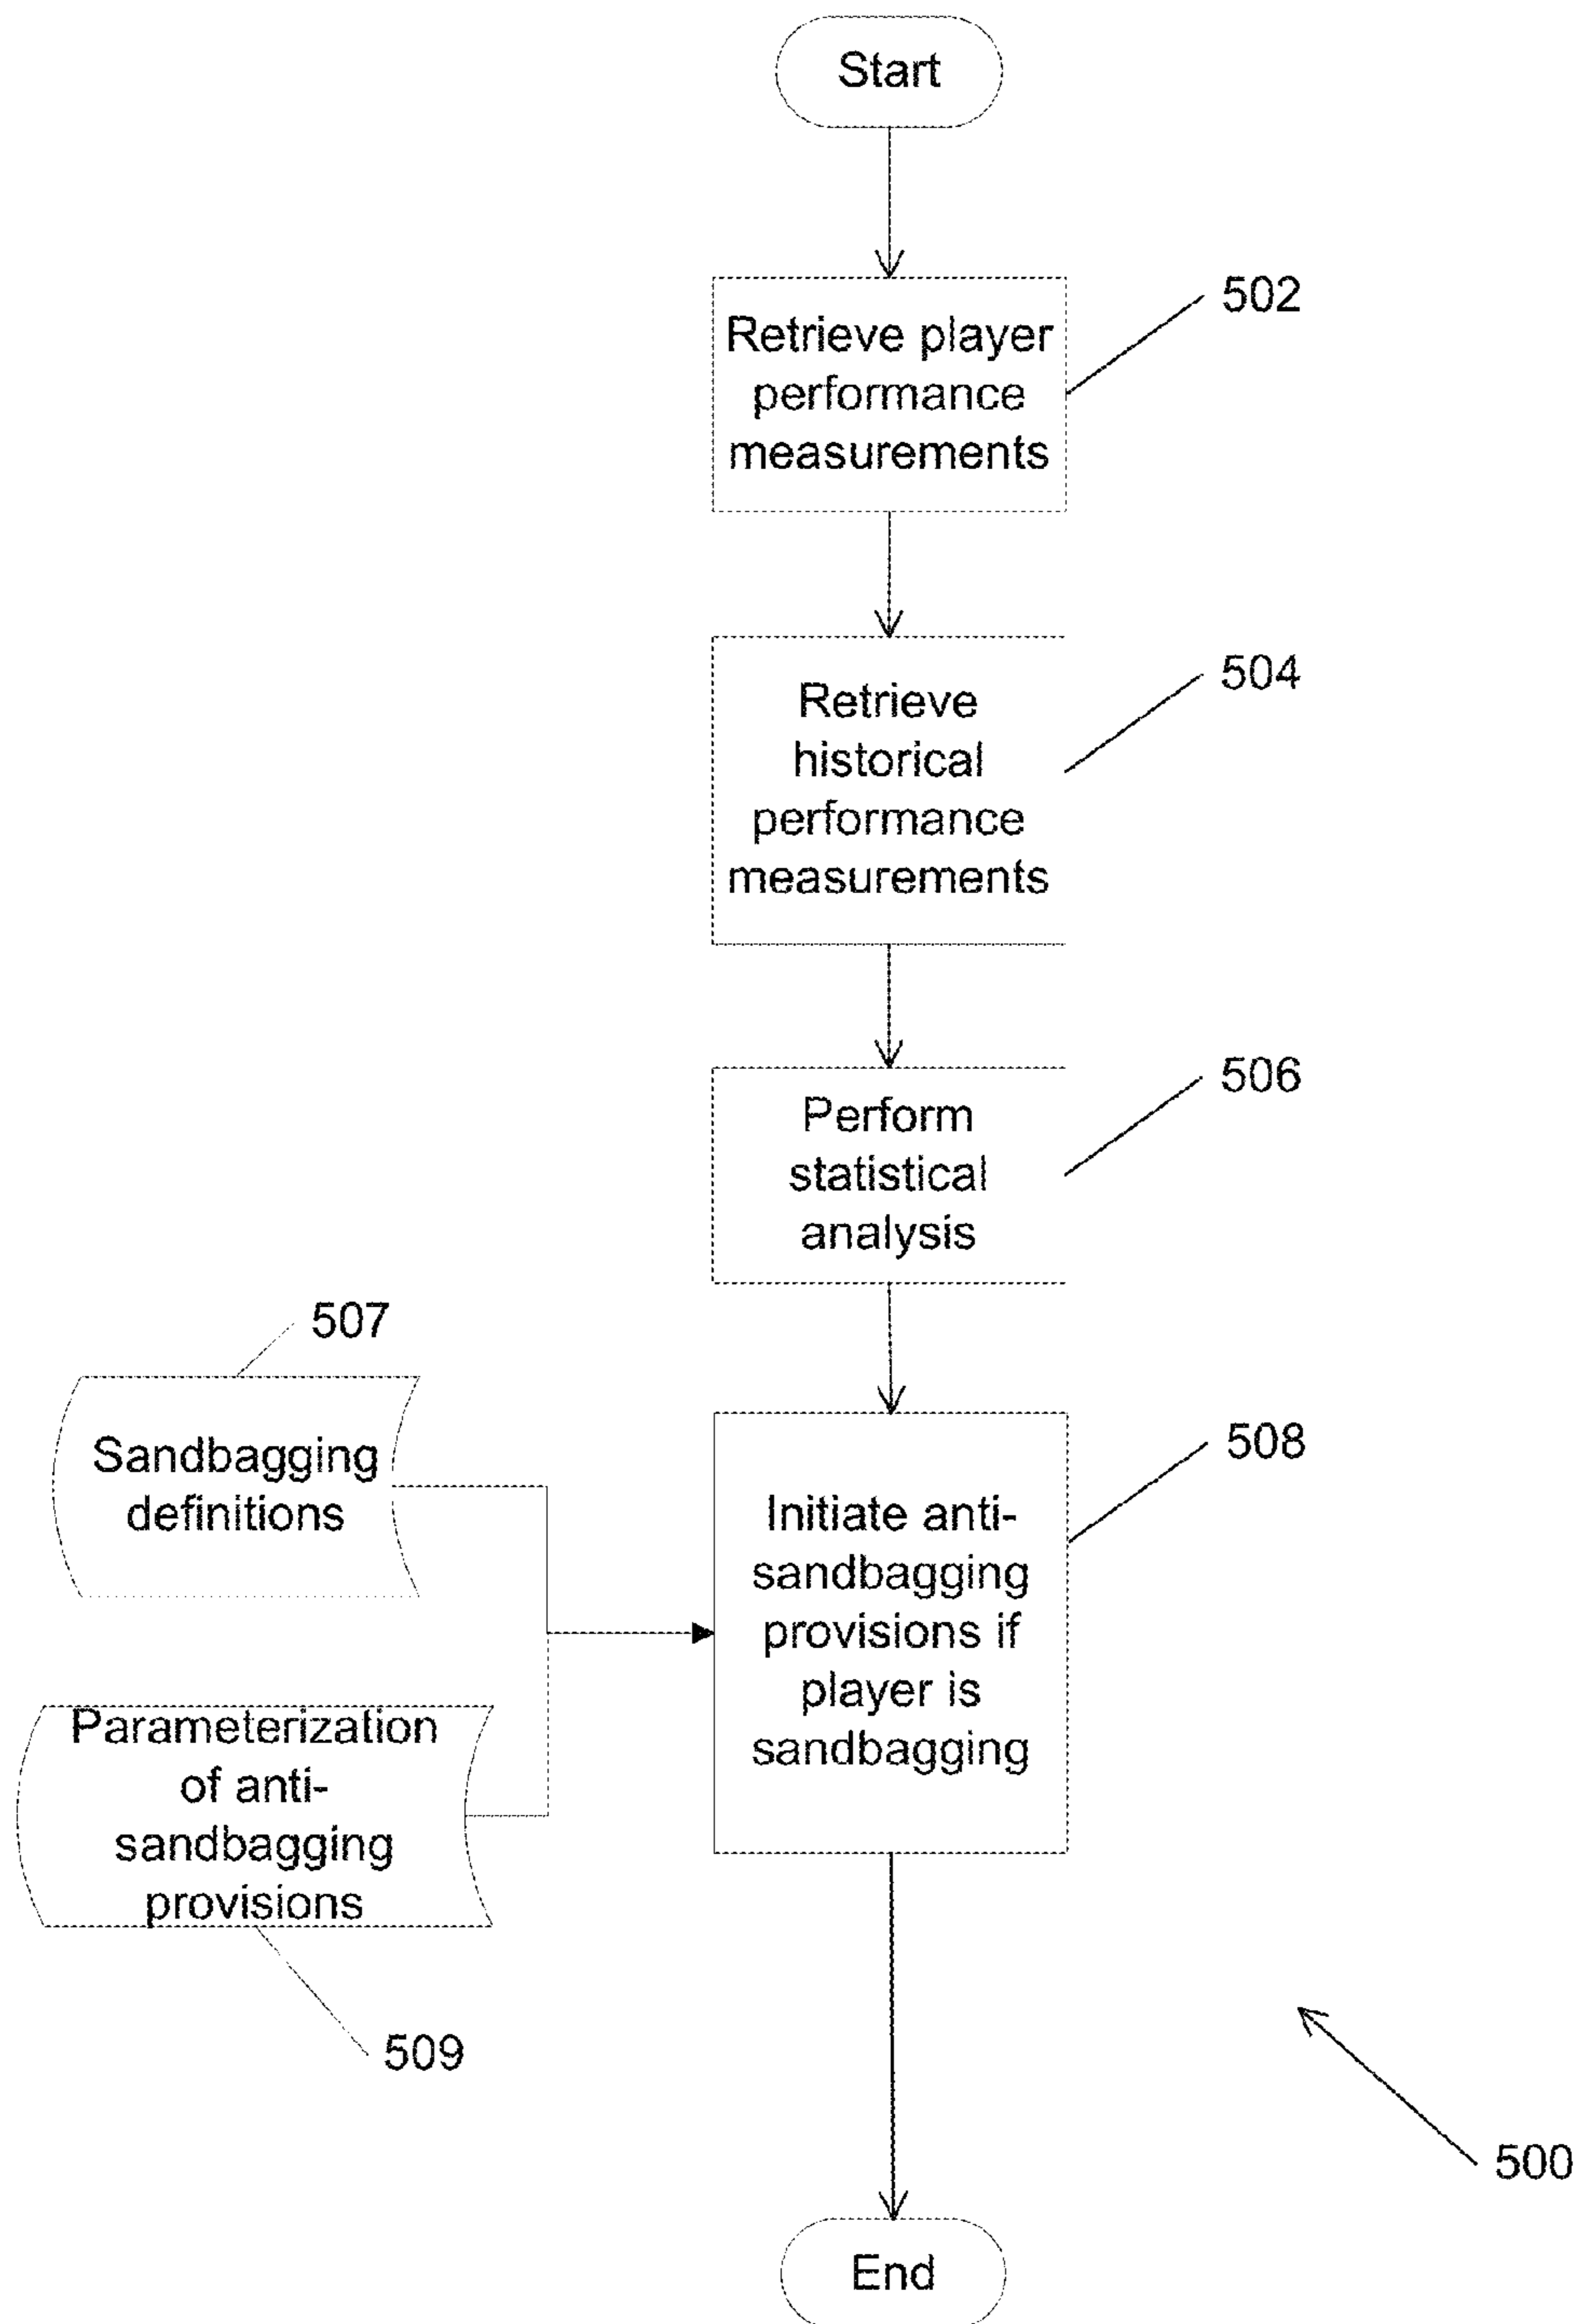 Start
502
Retrieve player
performance
measurements
504
Retrieve
historical
performance
measurements
506
Perform
statistical
analysis
507
Sandbagging
definitions
508
Initiate anti-
sandbagging
provisions if
player is
sandbagging
Parameterization
of anti-
sandbagging
provisions
509
500
End